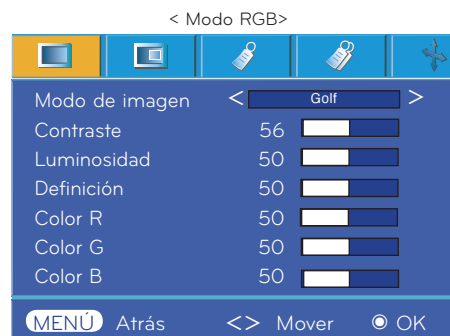 < Modo RGB>
Modo de imagen < Golf >
Contraste 56
Luminosidad 50
Definición 50
Color R 50
Color G 50
Color B 50
MENÚ Atrás <> Mover ◉ OK